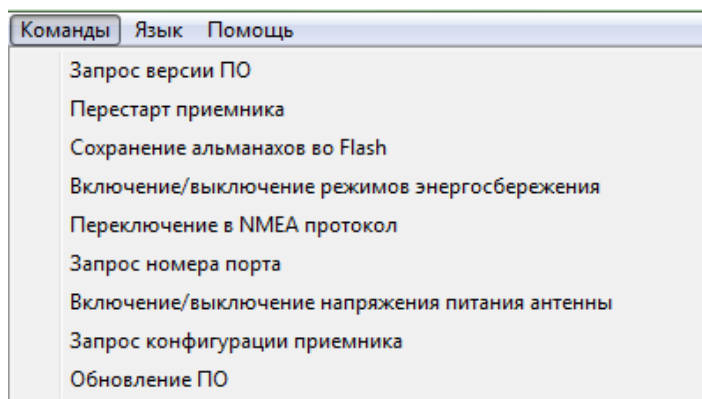 Команды Язык Помощь
Запрос версии ПО
Перестарт приемника
Сохранение альманахов во Flash
Включение/выключение режимов энергосбережения
Переключение в NMEA протокол
Запрос номера порта
Включение/выключение напряжения питания антенны
Запрос конфигурации приемника
Обновление ПО